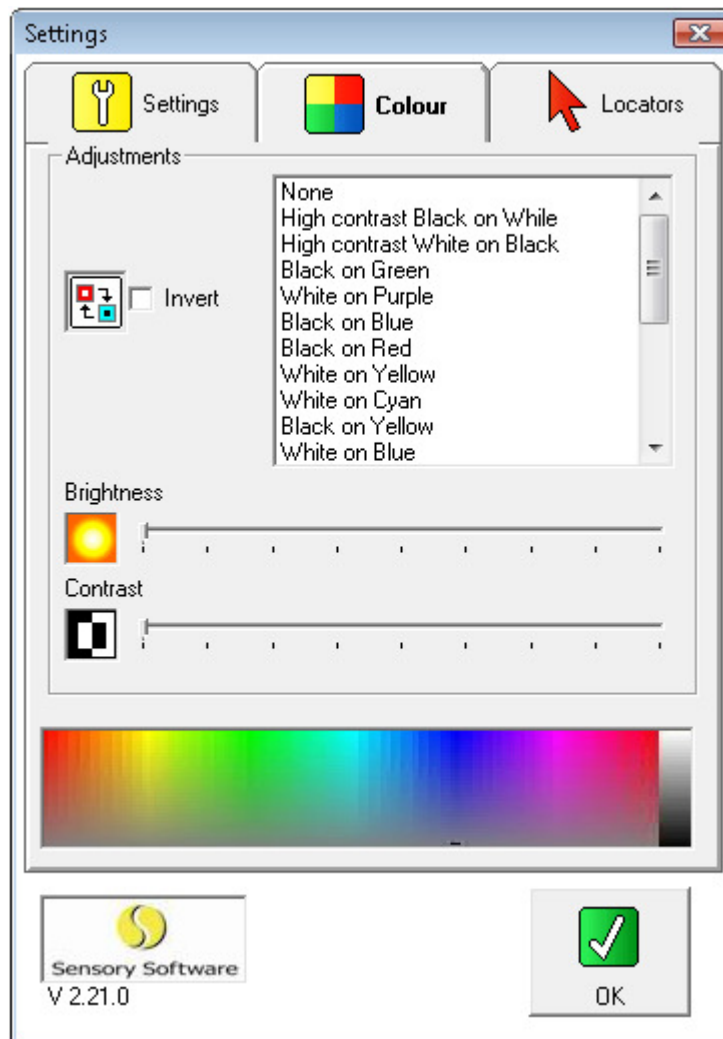 Settings
Settings
Colour
Locators
Adjustments
Invert
None
High contrast Black on While
High contrast White on Black
Black on Green
White on Purple
Black on Blue
Black on Red
White on Yellow
White on Cyan
Black on Yellow
White on Blue
Brightness
Contrast
Sensory Software
V 2.21.0
OK